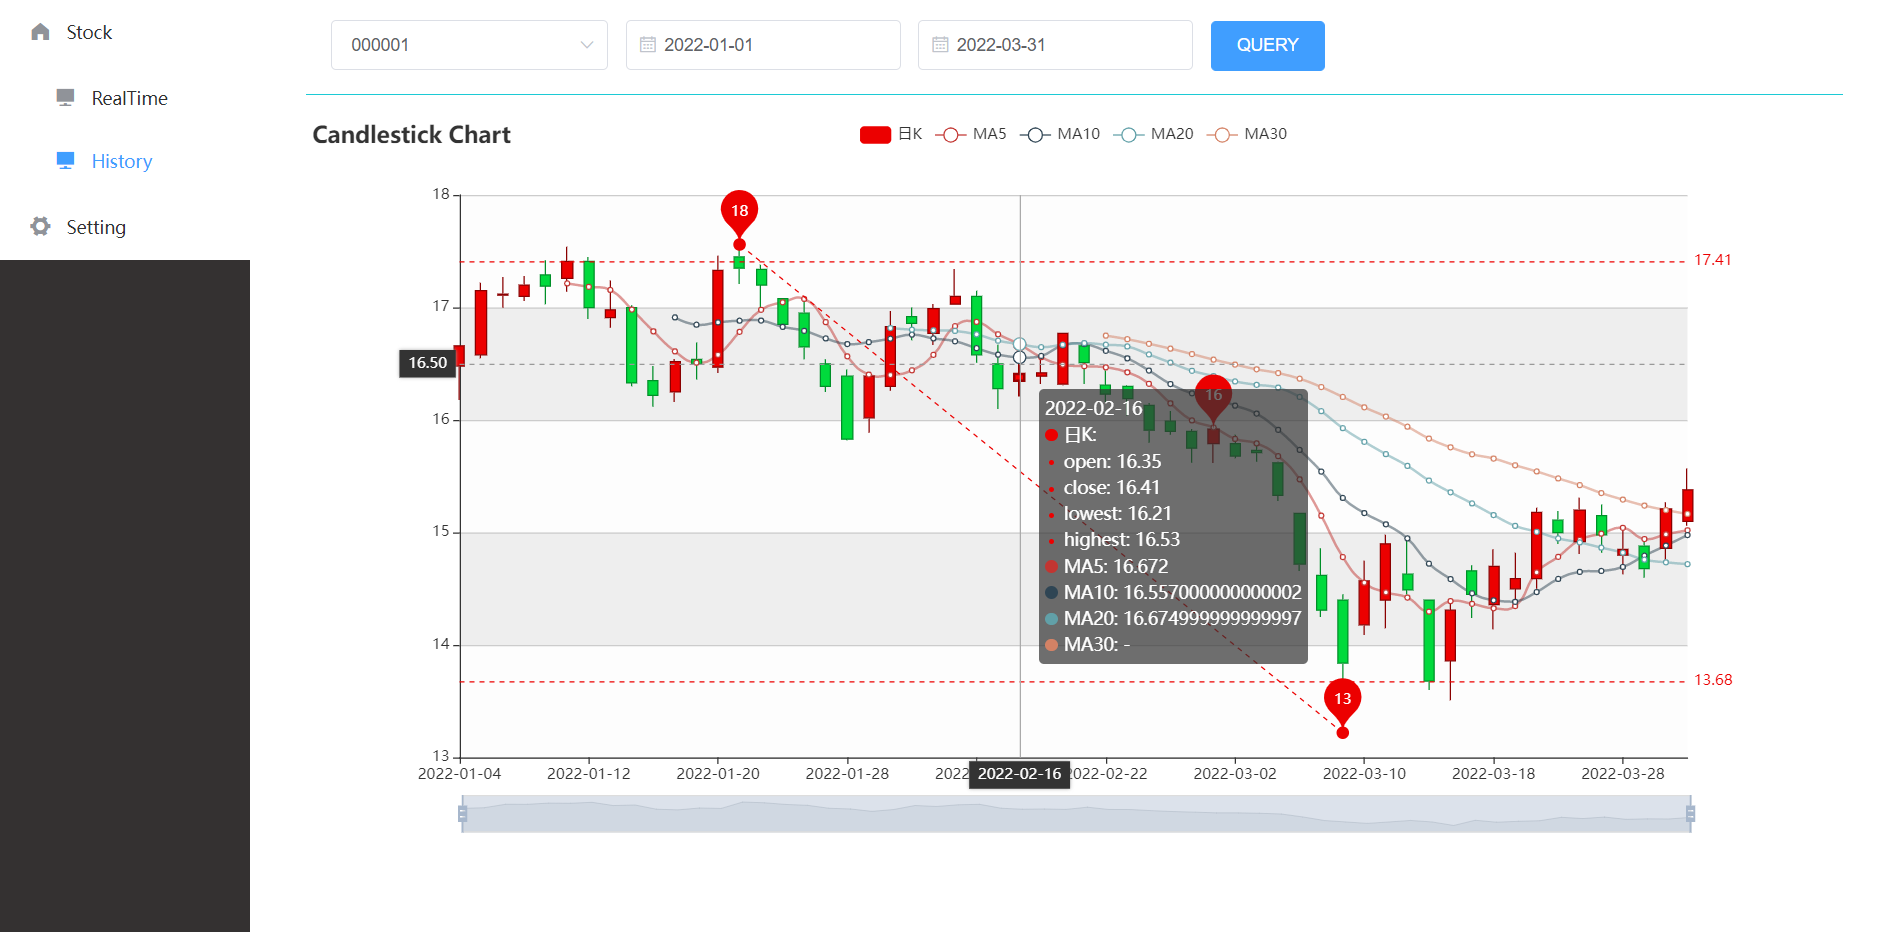 Stock
RealTime
History
Setting
000001
2022-01-01
2022-03-31
QUERY
Candlestick Chart
日K
MA5
MA10
MA20
MA30
18
17
16
15
14
13
16.50
18
16
13
17.41
13.68
2022-02-16
日K:
open: 16.35
close: 16.41
lowest: 16.21
highest: 16.53
MA5: 16.672
MA10: 16.557000000000002
MA20: 16.674999999999997
MA30: -
2022-01-04
2022-01-12
2022-01-20
2022-01-28
2022
2022-02-16
2022-02-22
2022-03-02
2022-03-10
2022-03-18
2022-03-28